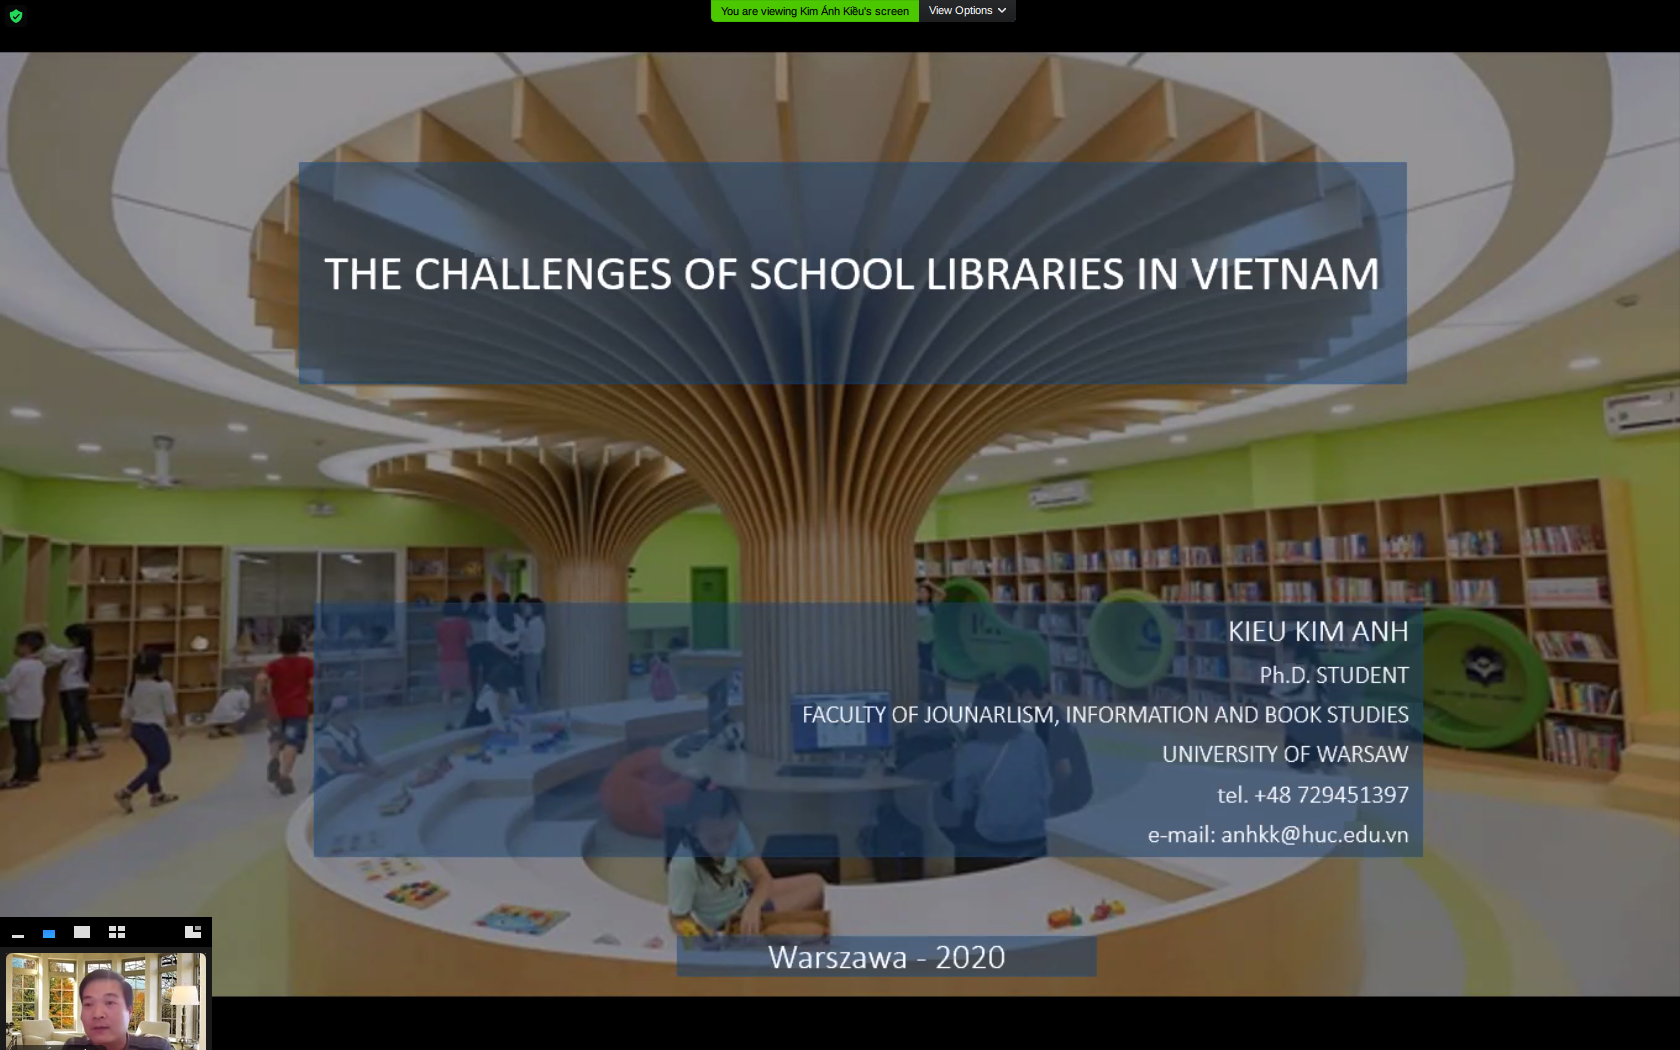 You are viewing Kim Ánh Kiều's screen View Options
THE CHALLENGES OF SCHOOL LIBRARIES IN VIETNAM
KIEU KIM ANH
Ph.D. STUDENT
FACULTY OF JOUNARLISM, INFORMATION AND BOOK STUDIES
UNIVERSITY OF WARSAW
tel. +48 729451397
e-mail: anhkk@huc.edu.vn
Warszawa - 2020